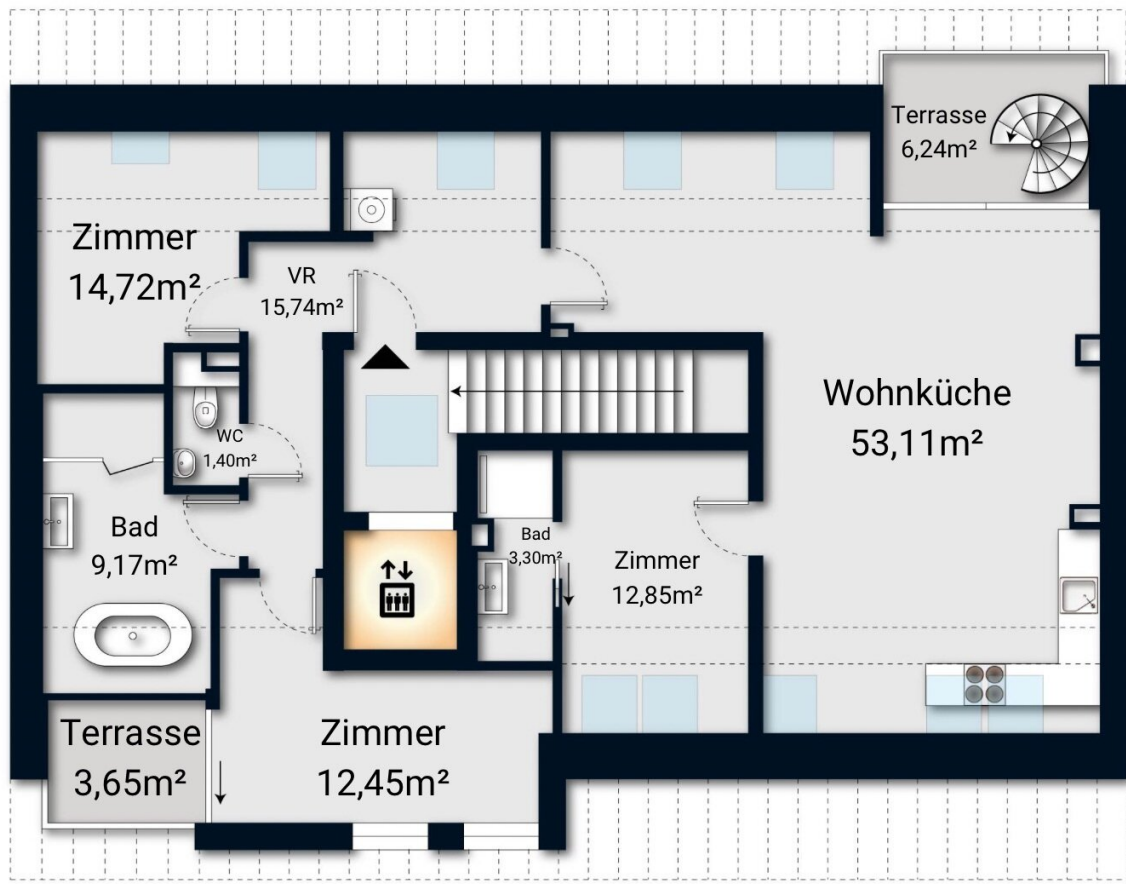 Terrasse
6,24m²
Zimmer
14,72m²
VR
15,74m²
Wohnküche
53,11m²
WC
1,40m²
Bad
9,17m²
Bad
3,30m²
Zimmer
12,85m²
Terrasse
3,65m²
Zimmer
12,45m²